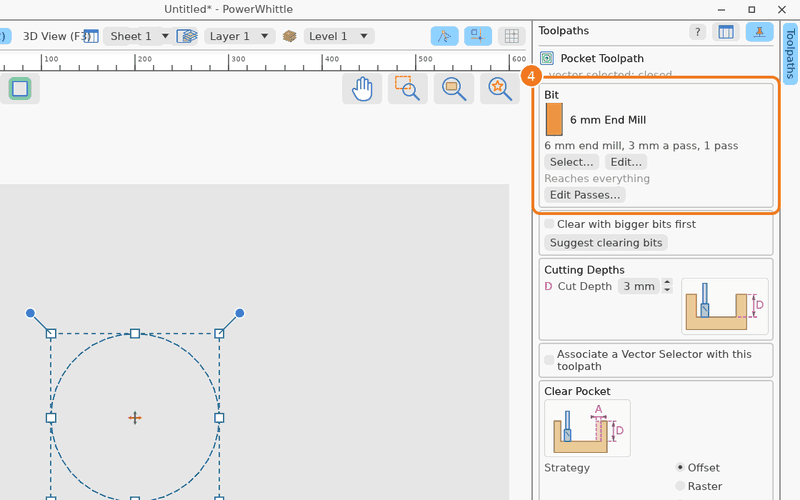 Untitled* - PowerWhittle
3D View (F3)
Sheet 1
Layer 1
Level 1
Toolpaths
?
Toolpaths
100
200
300
400
500
600
Pocket Toolpath
vector selected: closed
4
Bit
6 mm End Mill
6 mm end mill, 3 mm a pass, 1 pass
Select... Edit...
Reaches everything
Edit Passes...
Clear with bigger bits first
Suggest clearing bits
Cutting Depths
D Cut Depth 3 mm
D
Associate a Vector Selector with this
toolpath
Clear Pocket
A
D
Strategy
Offset
Raster